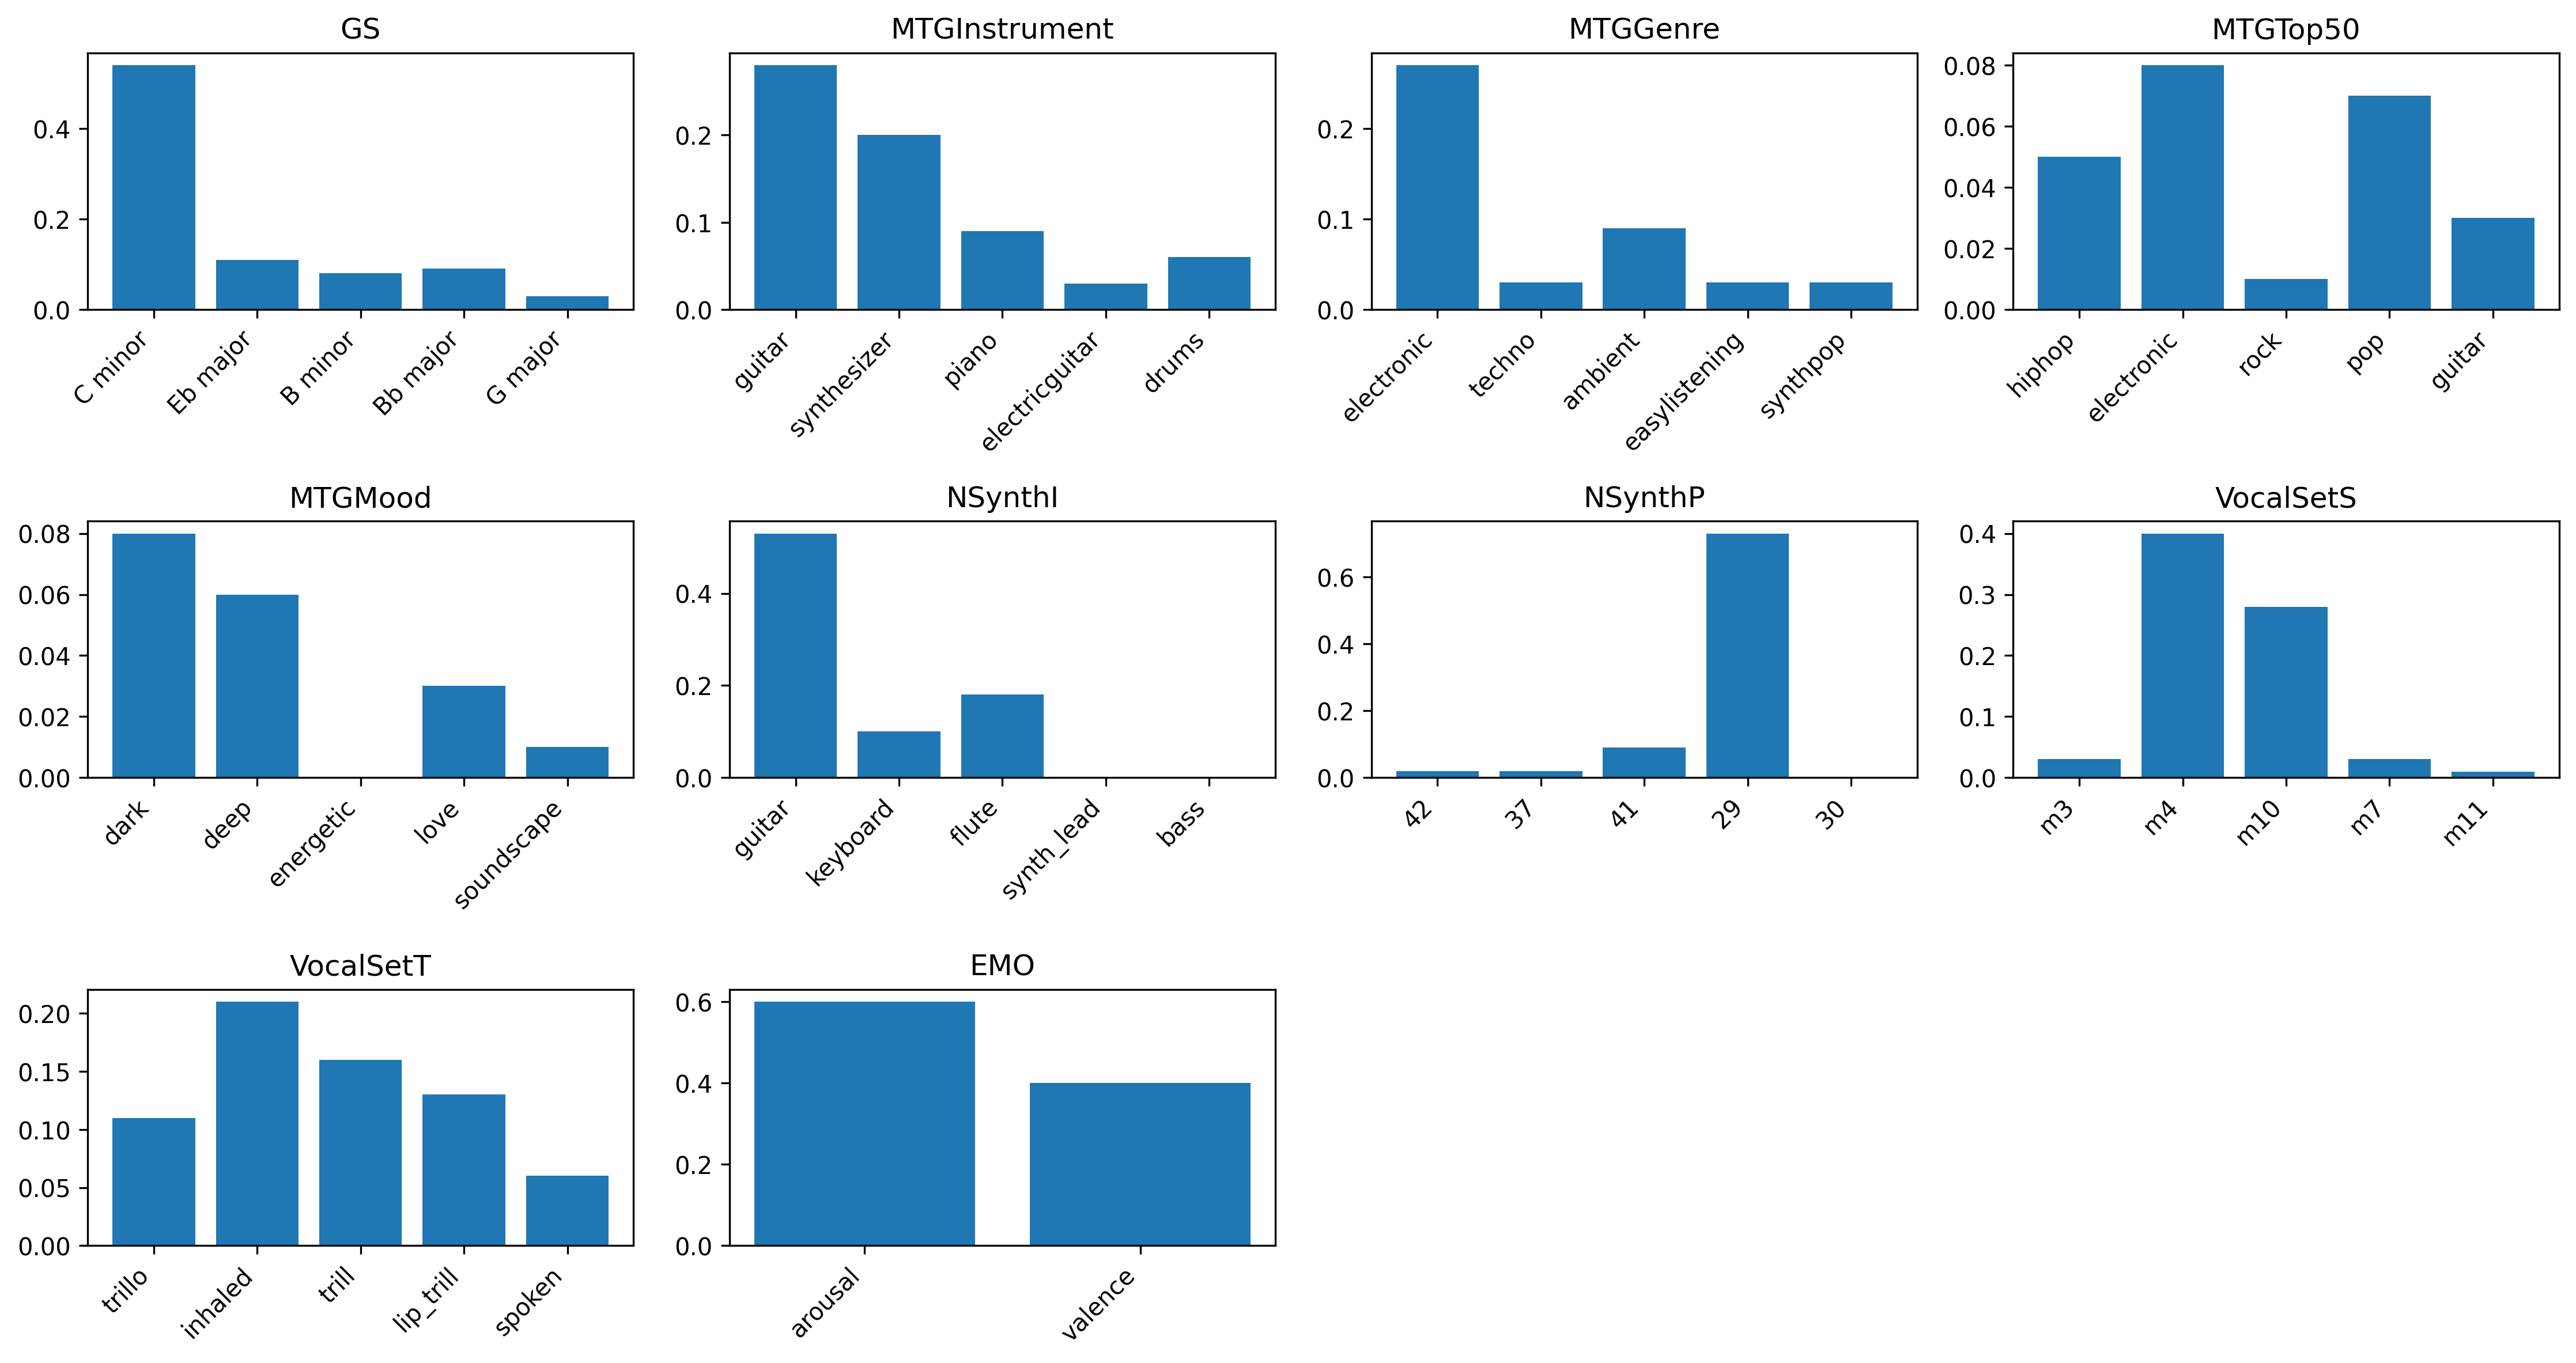 GS
0.4
0.2
0.0
C minor
Eb major
B minor
Bb major
G major
MTGInstrument
0.2
0.1
0.0
guitar
synthesizer
piano
electricguitar
drums
MTGGenre
0.2
0.1
0.0
electronic
techno
ambient
easylistening
synthpop
MTGTop50
0.08
0.06
0.04
0.02
0.00
hiphop
electronic
rock
pop
guitar
MTGMood
0.08
0.06
0.04
0.02
0.00
dark
deep
energetic
love
soundscape
NSynthI
0.4
0.2
0.0
guitar
keyboard
flute
synth_lead
bass
NSynthP
0.6
0.4
0.2
0.0
42
37
41
29
30
VocalSetS
0.4
0.3
0.2
0.1
0.0
m3
m4
m10
m7
m11
VocalSetT
0.20
0.15
0.10
0.05
0.00
trillo
inhaled
trill
lip_trill
spoken
EMO
0.6
0.4
0.2
0.0
arousal
valence